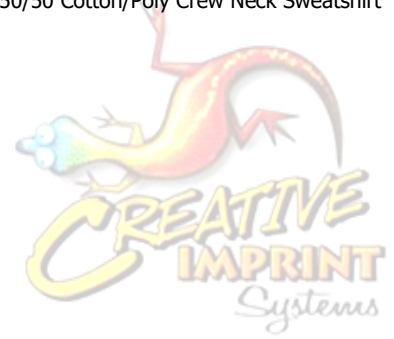 50/50 Cotton/Poly Crew Neck Sweatshirt
CREATIVE
IMPRINT
Systems